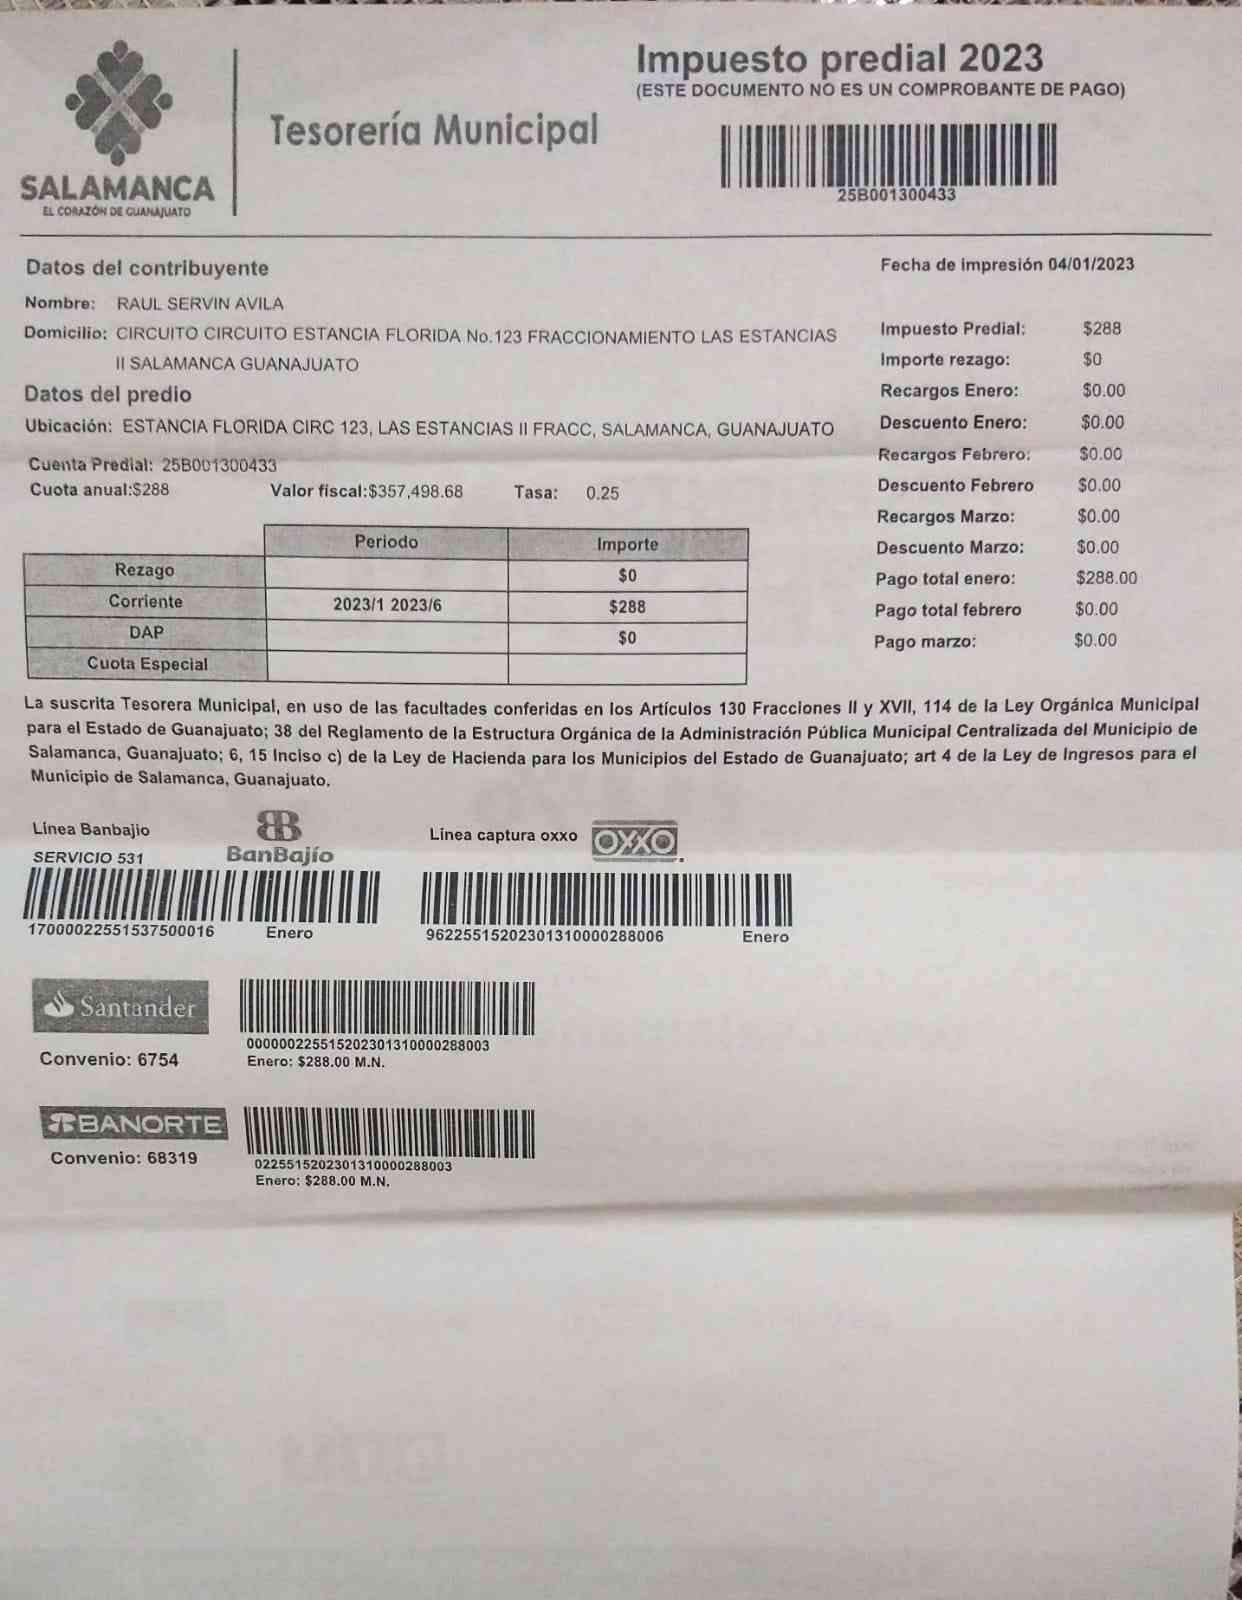 Impuesto predial 2023
(ESTE DOCUMENTO NO ES UN COMPROBANTE DE PAGO)
SALAMANCA
EL CORAZÓN DE GUANAJUATO
Tesorería Municipal
25B001300433
Datos del contribuyente
Nombre: RAUL SERVIN AVILA
Domicilio: CIRCUITO CIRCUITO ESTANCIA FLORIDA No.123 FRACCIONAMIENTO LAS ESTANCIAS
II SALAMANCA GUANAJUATO
Datos del predio
Ubicación: ESTANCIA FLORIDA CIRC 123, LAS ESTANCIAS II FRACC, SALAMANCA, GUANAJUATO
Cuenta Predial: 25B001300433
Cuota anual:$288 Valor fiscal:$357,498.68 Tasa: 0.25
Fecha de impresión 04/01/2023
Impuesto Predial: $288
Importe rezago: $0
Recargos Enero: $0.00
Descuento Enero: $0.00
Recargos Febrero: $0.00
Descuento Febrero $0.00
Recargos Marzo: $0.00
Descuento Marzo: $0.00
Pago total enero: $288.00
Pago total febrero $0.00
Pago marzo: $0.00
Periodo Importe
Rezago $0
Corriente 2023/1 2023/6 $288
DAP $0
Cuota Especial
La suscrita Tesorera Municipal, en uso de las facultades conferidas en los Artículos 130 Fracciones II y XVII, 114 de la Ley Orgánica Municipal
para el Estado de Guanajuato; 38 del Reglamento de la Estructura Orgánica de la Administración Pública Municipal Centralizada del Municipio de
Salamanca, Guanajuato; 6, 15 Inciso c) de la Ley de Hacienda para los Municipios del Estado de Guanajuato; art 4 de la Ley de Ingresos para el
Municipio de Salamanca, Guanajuato.
Línea Banbajio
SERVICIO 531
BanBajío
17000022551537500016 Enero
Linea captura oxxo OXXO
96225515202301310000288006 Enero
Santander
Convenio: 6754
000000225515202301310000288003
Enero: $288.00 M.N.
BANORTE
Convenio: 68319
0225515202301310000288003
Enero: $288.00 M.N.